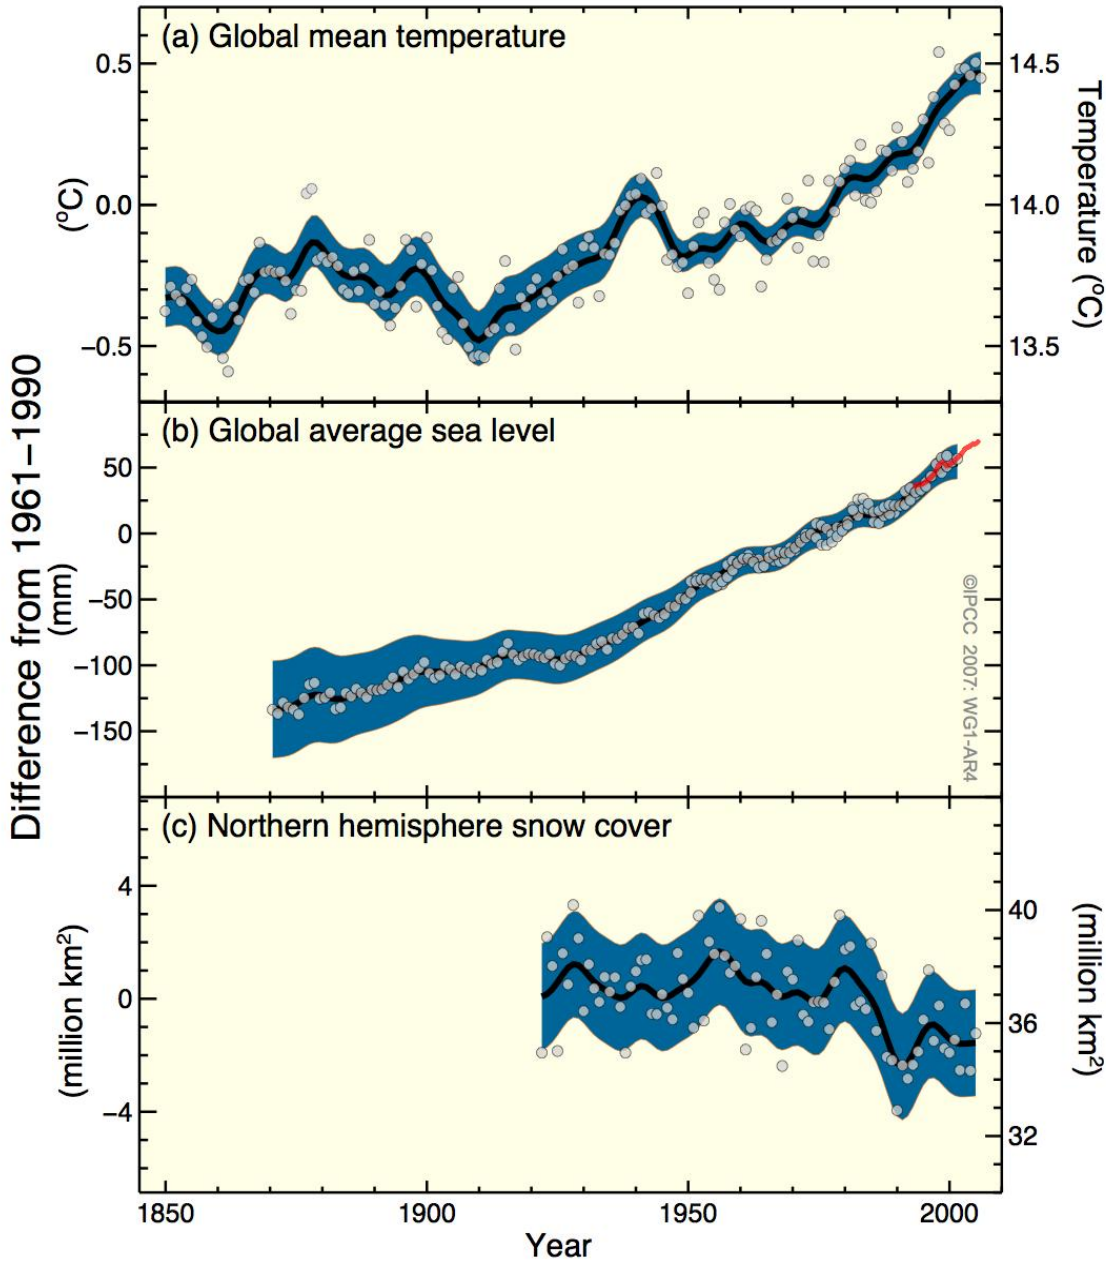 (a) Global mean temperature
0.5
0.0
−0.5
(°C)
14.5
14.0
13.5
Temperature (°C)
Difference from 1961−1990
(b) Global average sea level
50
0
−50
−100
−150
(mm)
©IPCC 2007: WG1-AR4
(c) Northern hemisphere snow cover
4
0
−4
(million km²)
40
36
32
(million km²)
1850
1900
1950
2000
Year